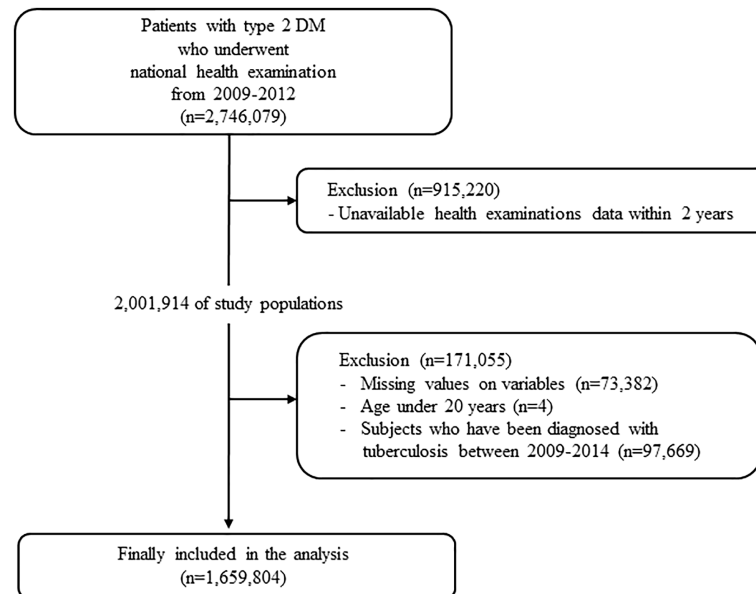 Patients with type 2 DM
who underwent
national health examination
from 2009-2012
(n=2,746,079)
Exclusion (n=915,220)
- Unavailable health examinations data within 2 years
2,001,914 of study populations
Exclusion (n=171,055)
- Missing values on variables (n=73,382)
- Age under 20 years (n=4)
- Subjects who have been diagnosed with
tuberculosis between 2009-2014 (n=97,669)
Finally included in the analysis
(n=1,659,804)